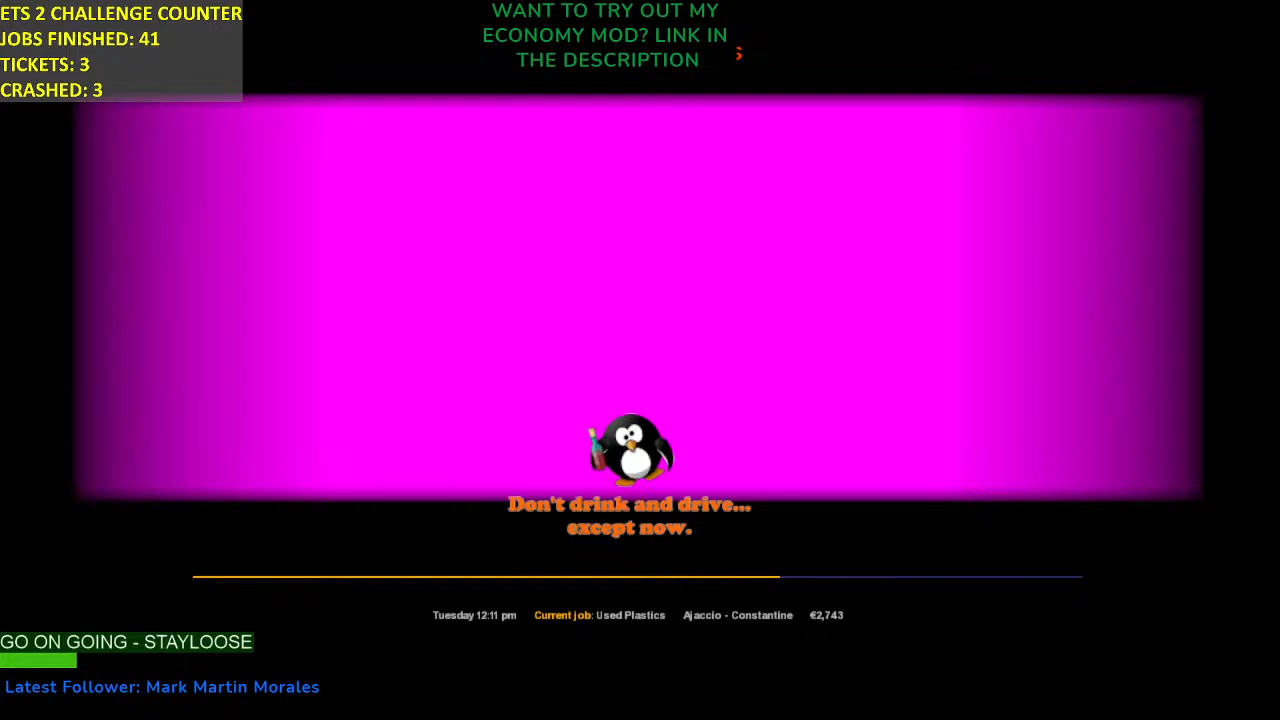 ETS 2 CHALLENGE COUNTER
JOBS FINISHED: 41
TICKETS: 3
CRASHED: 3
WANT TO TRY OUT MY
ECONOMY MOD? LINK IN
THE DESCRIPTION
Don't drink and drive...
except now.
Tuesday 12:11 pm Current job: Used Plastics Ajaccio - Constantine €2,743
GO ON GOING - STAYLOOSE
Latest Follower: Mark Martin Morales